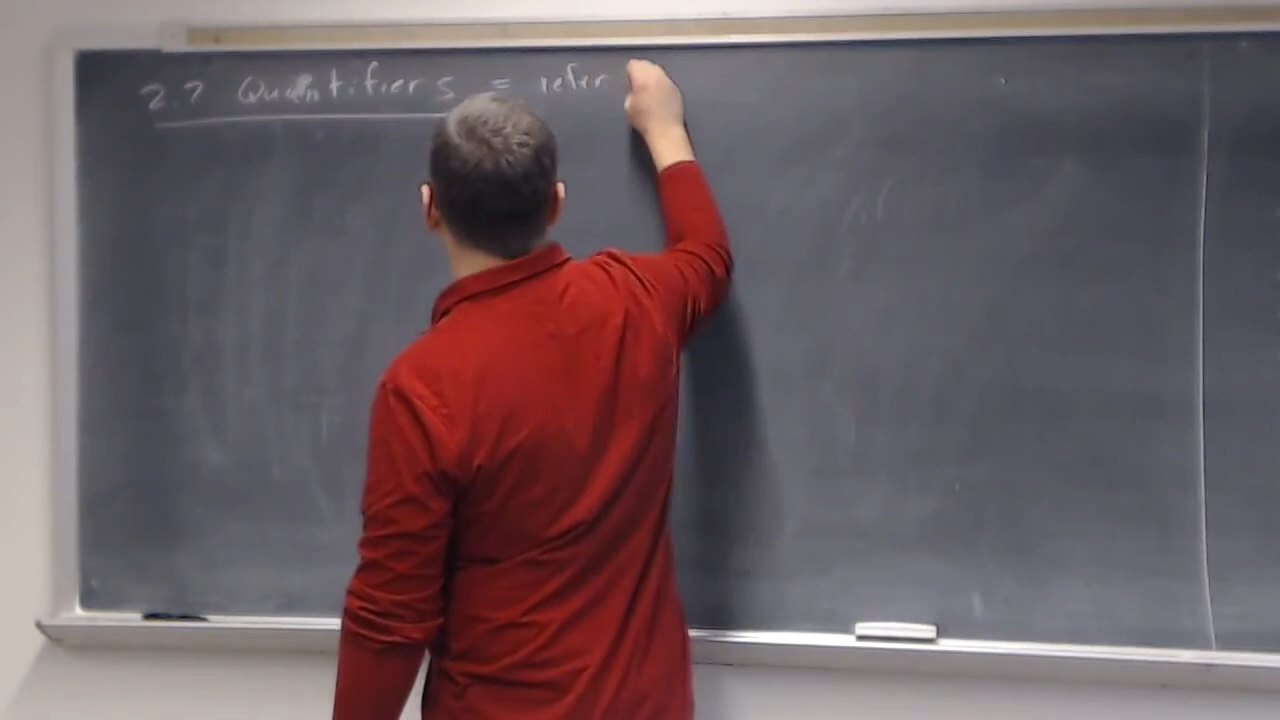 2.7 Quantifiers = refer